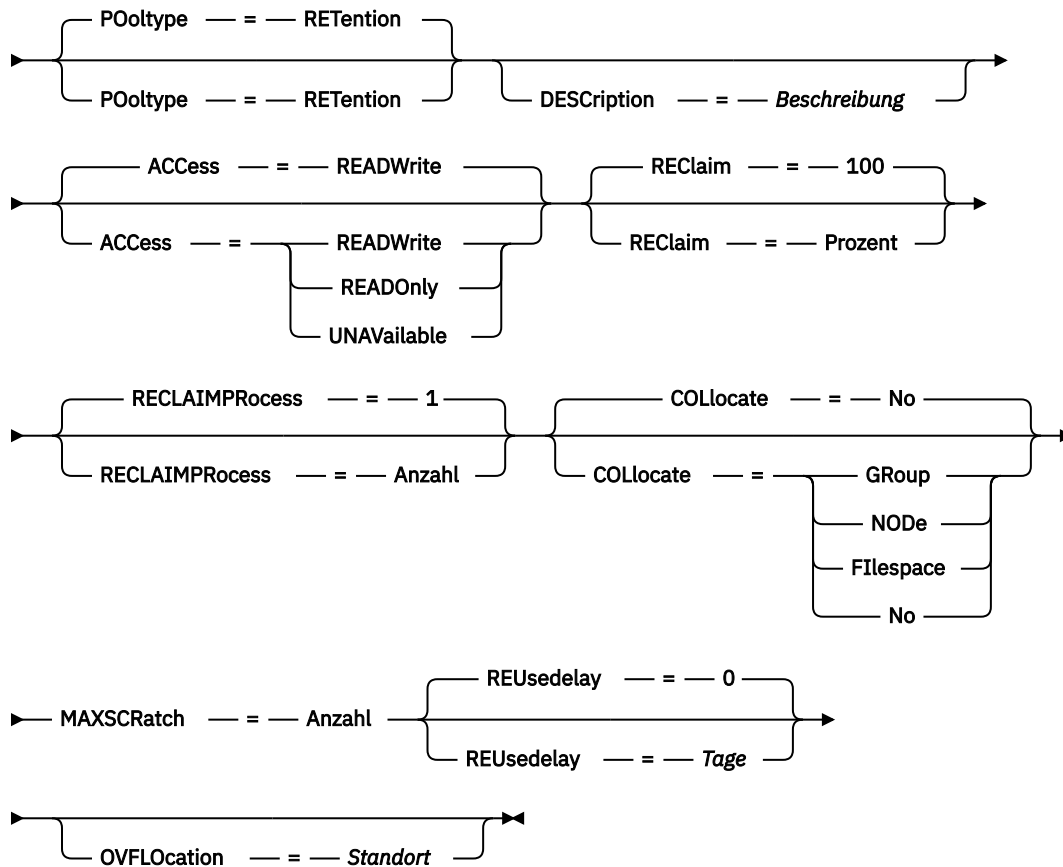 POoltype = RETention
POoltype = RETention
DESCription = Beschreibung
ACCess = READWrite
ACCess = READWrite
READOnly
UNAVailable
REClaim = 100
REClaim = Prozent
RECLAIMPRocess = 1
RECLAIMPRocess = Anzahl
COLlocate = No
COLlocate = GRoup
NODe
FIlespace
No
MAXSCRatch = Anzahl
REUsedelay = 0
REUsedelay = Tage
OVFLOcation = Standort